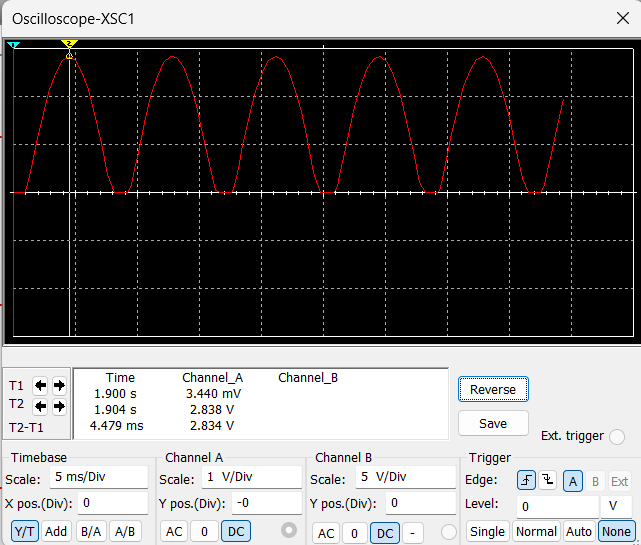 Oscilloscope-XSC1
1
2
T1
T2
T2-T1
Time Channel_A Channel_B
1.900 s 3.440 mV
1.904 s 2.838 V
4.479 ms 2.834 V
Reverse
Save
Ext. trigger
Timebase
Scale: 5 ms/Div
X pos.(Div): 0
Y/T Add B/A A/B
Channel A
Scale: 1 V/Div
Y pos.(Div): -0
AC 0 DC
Channel B
Scale: 5 V/Div
Y pos.(Div): 0
AC 0 DC -
Trigger
Edge: A B Ext
Level: 0 V
Single Normal Auto None